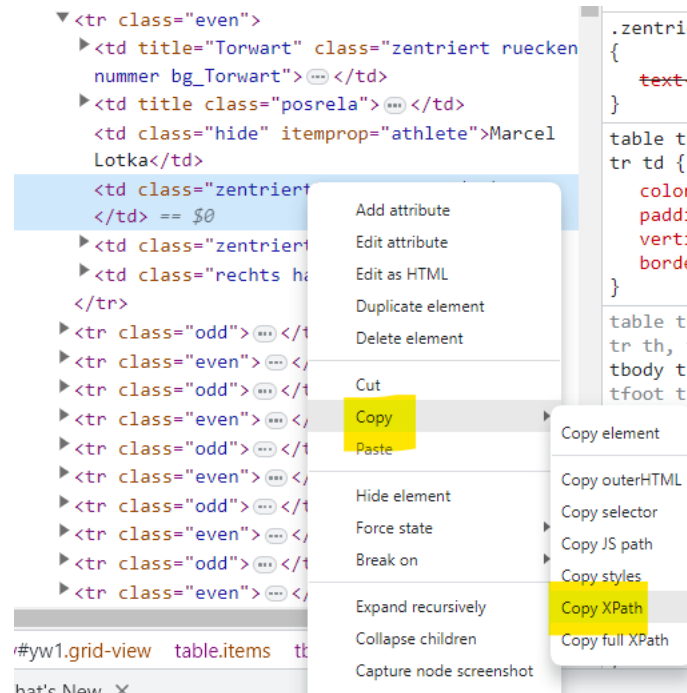 <tr class="even">
<td title="Torwart" class="zentriert ruecken
nummer bg_Torwart"> </td>
<td title class="posrela"> </td>
<td class="hide" itemprop="athlete">Marcel
Lotka</td>
<td class="zentriert
</td> == $0
<td class="zentriert
<td class="rechts ha
</tr>
<tr class="odd"> </t
<tr class="even"> </
<tr class="odd"> </t
<tr class="even"> </
<tr class="odd"> </t
<tr class="even"> </
<tr class="odd"> </t
<tr class="even"> </
<tr class="odd"> </t
<tr class="even"> </
#yw1.grid-view table.items tb
hat's New
Add attribute
Edit attribute
Edit as HTML
Duplicate element
Delete element
Cut
Copy
Paste
Hide element
Force state
Break on
Expand recursively
Collapse children
Capture node screenshot
Copy element
Copy outerHTML
Copy selector
Copy JS path
Copy styles
Copy XPath
Copy full XPath
.zentri
{
text
}
table t
tr td {
color
padd
vert
borde
}
table t
tr th,
tbody t
tfoot t